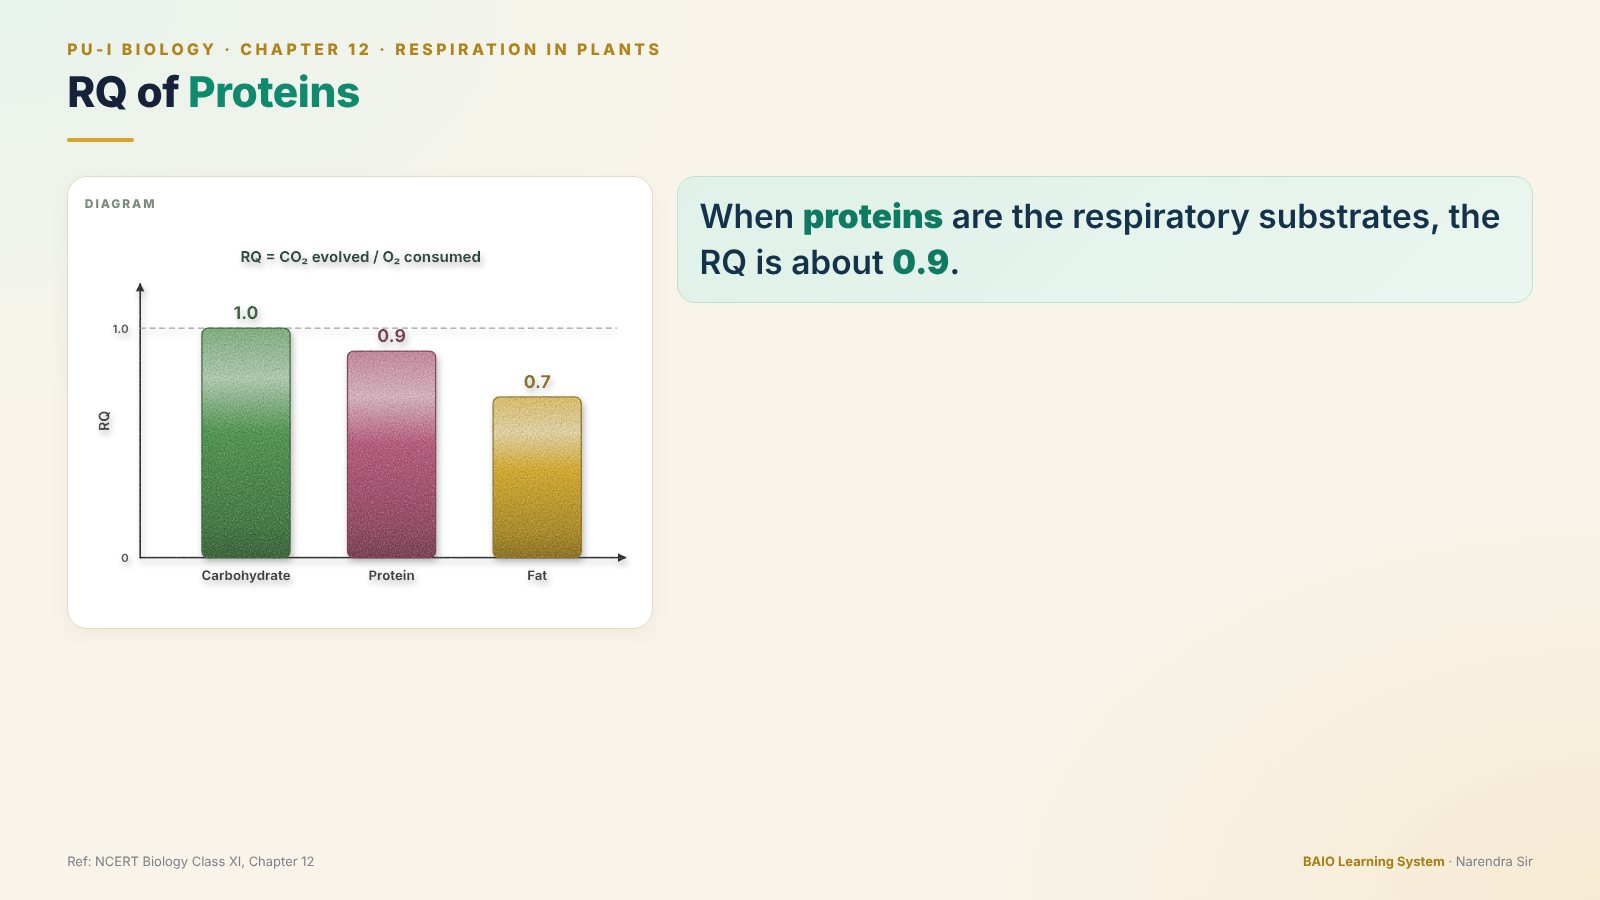 PU-I BIOLOGY · CHAPTER 12 · RESPIRATION IN PLANTS
RQ of Proteins
DIAGRAM
RQ = CO₂ evolved / O₂ consumed
1.0
1.0
0.9
0.7
RQ
0
Carbohydrate Protein Fat
When proteins are the respiratory substrates, the
RQ is about 0.9.
Ref: NCERT Biology Class XI, Chapter 12
BAIO Learning System · Narendra Sir